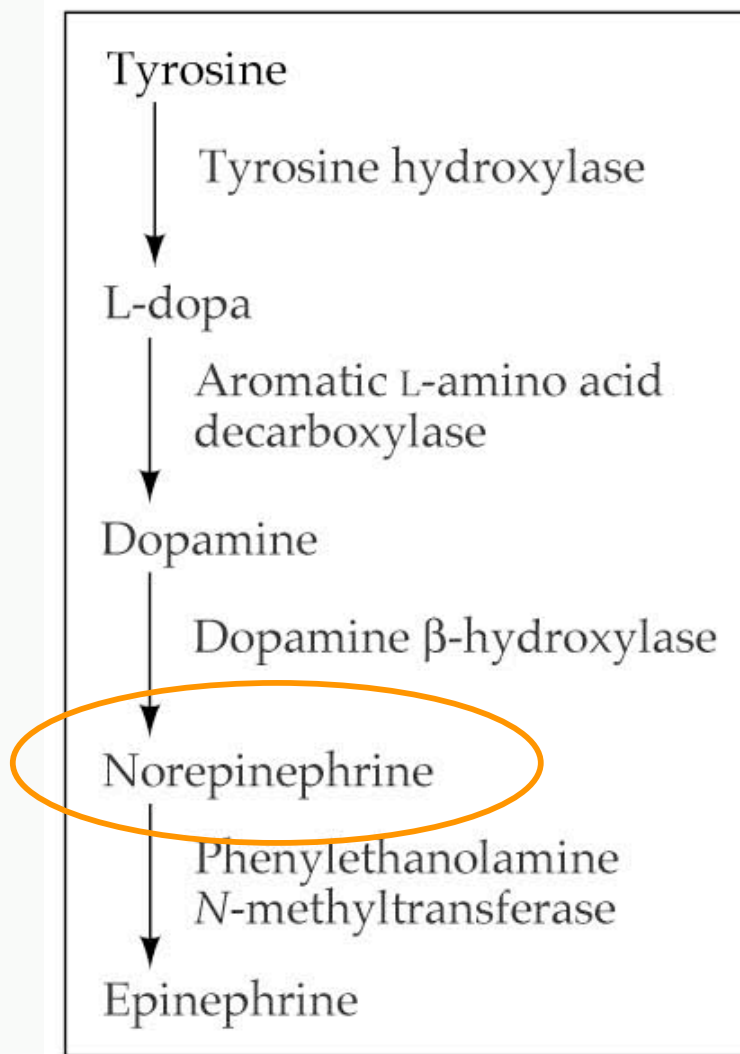 Tyrosine
Tyrosine hydroxylase
L-dopa
Aromatic L-amino acid
decarboxylase
Dopamine
Dopamine β-hydroxylase
Norepinephrine
Phenylethanolamine
N-methyltransferase
Epinephrine